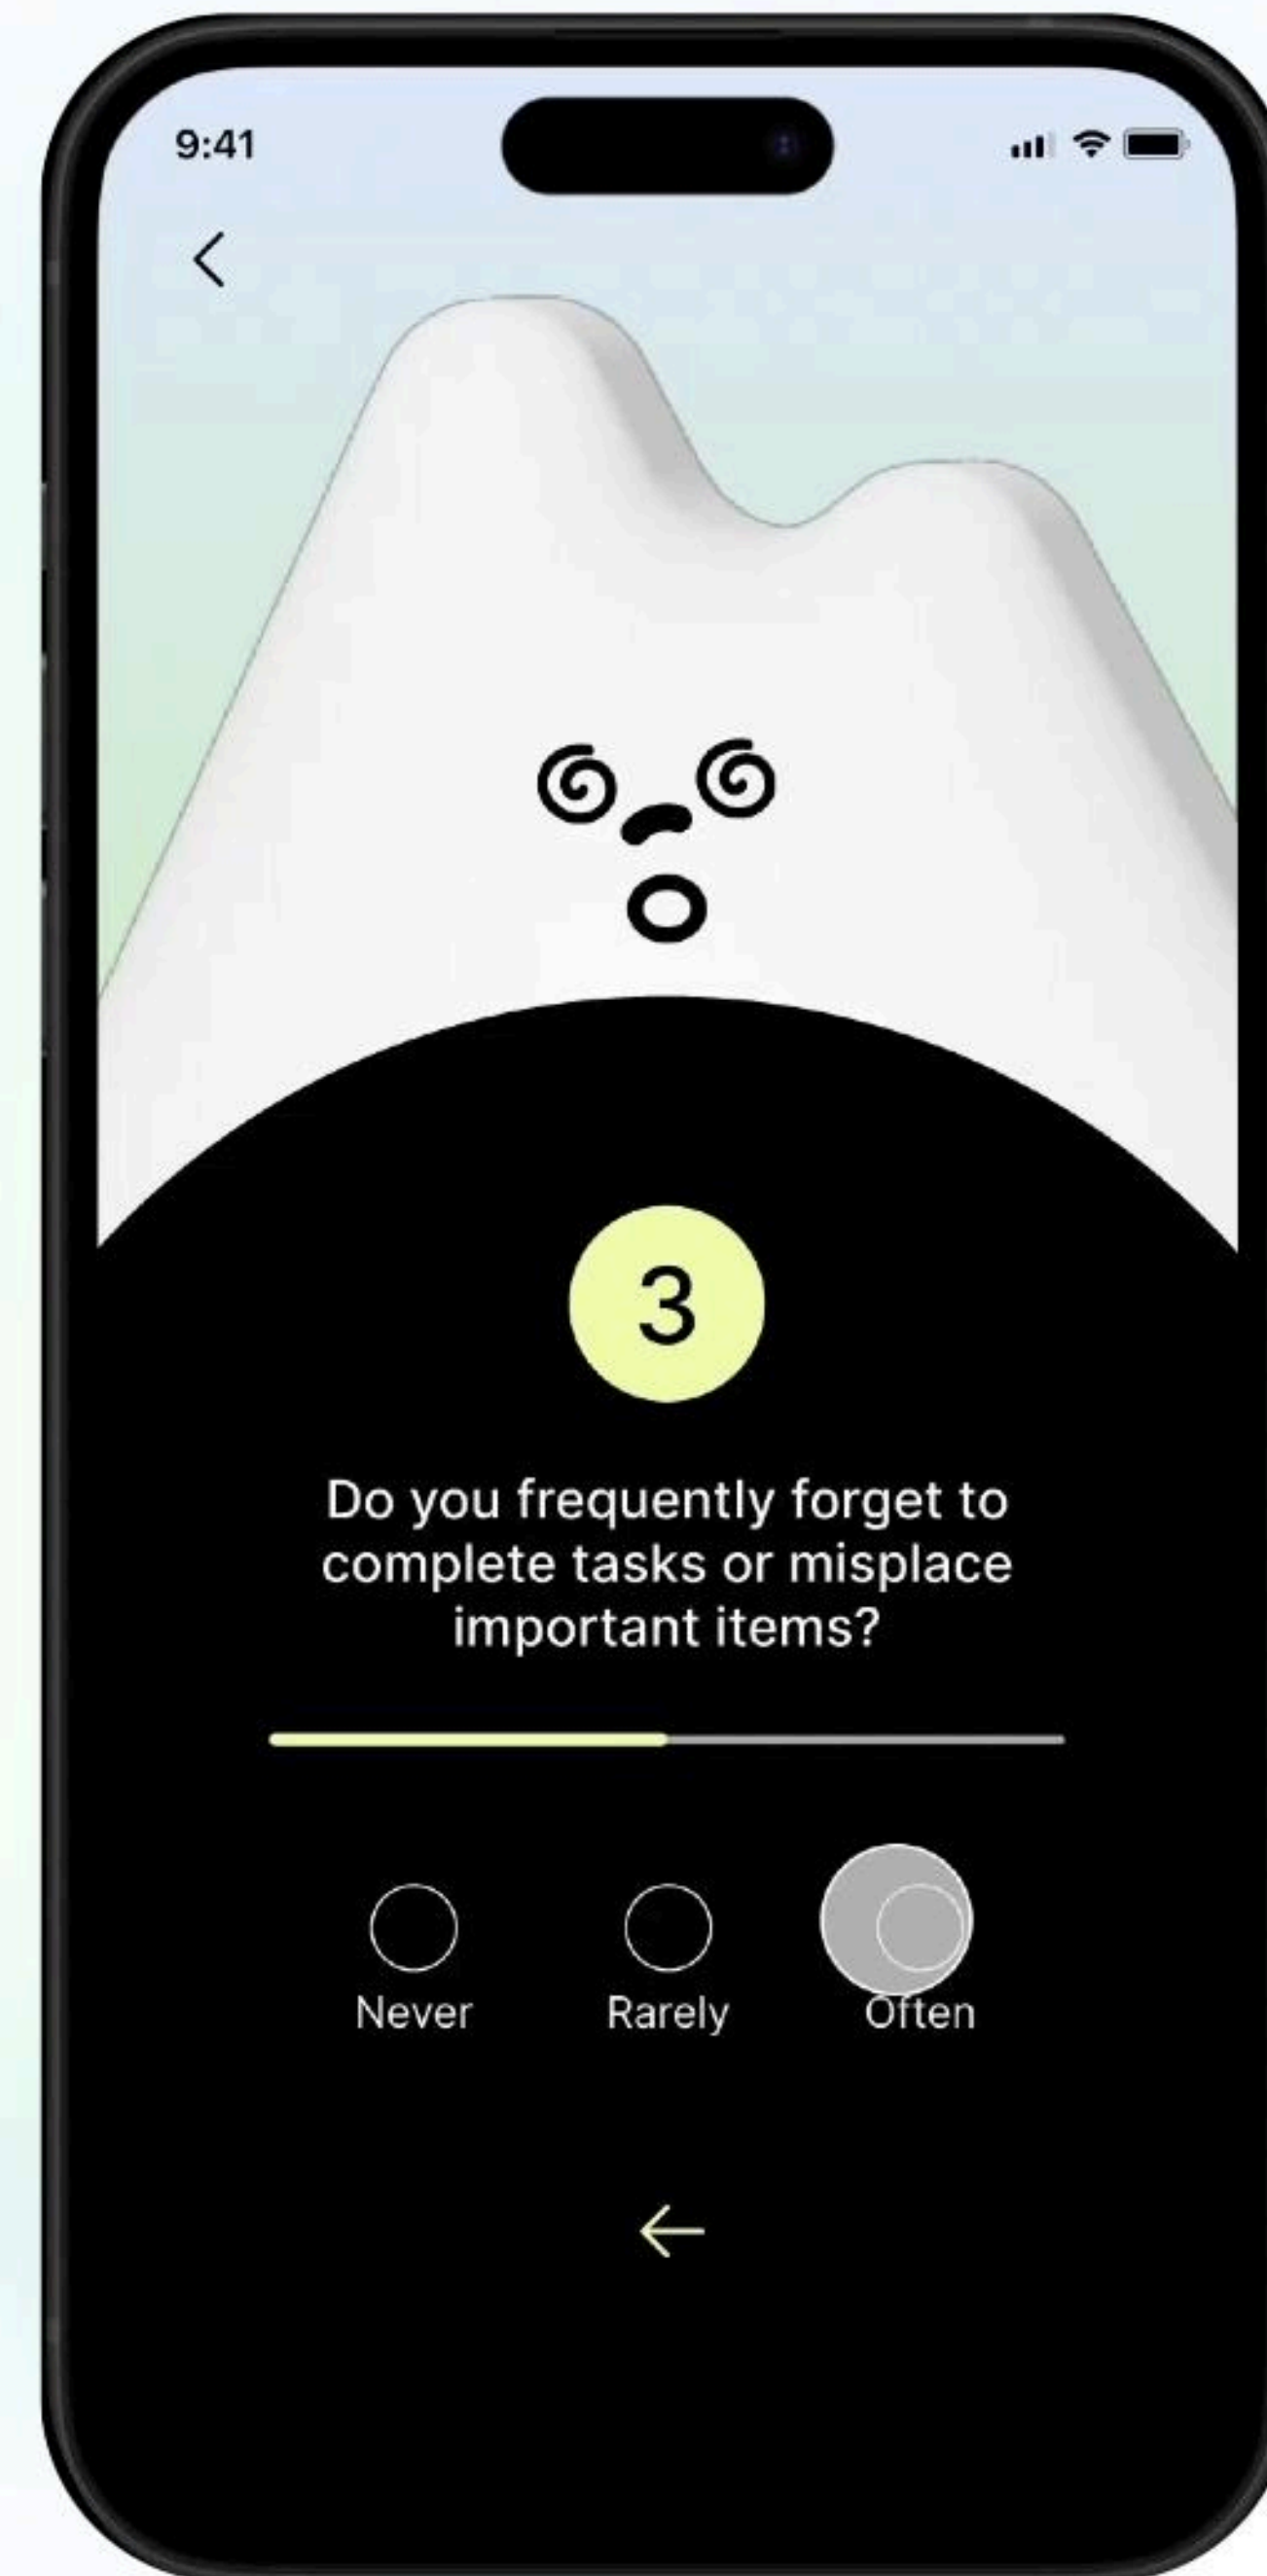 9:41
3
Do you frequently forget to
complete tasks or misplace
important items?
Never
Rarely
Often